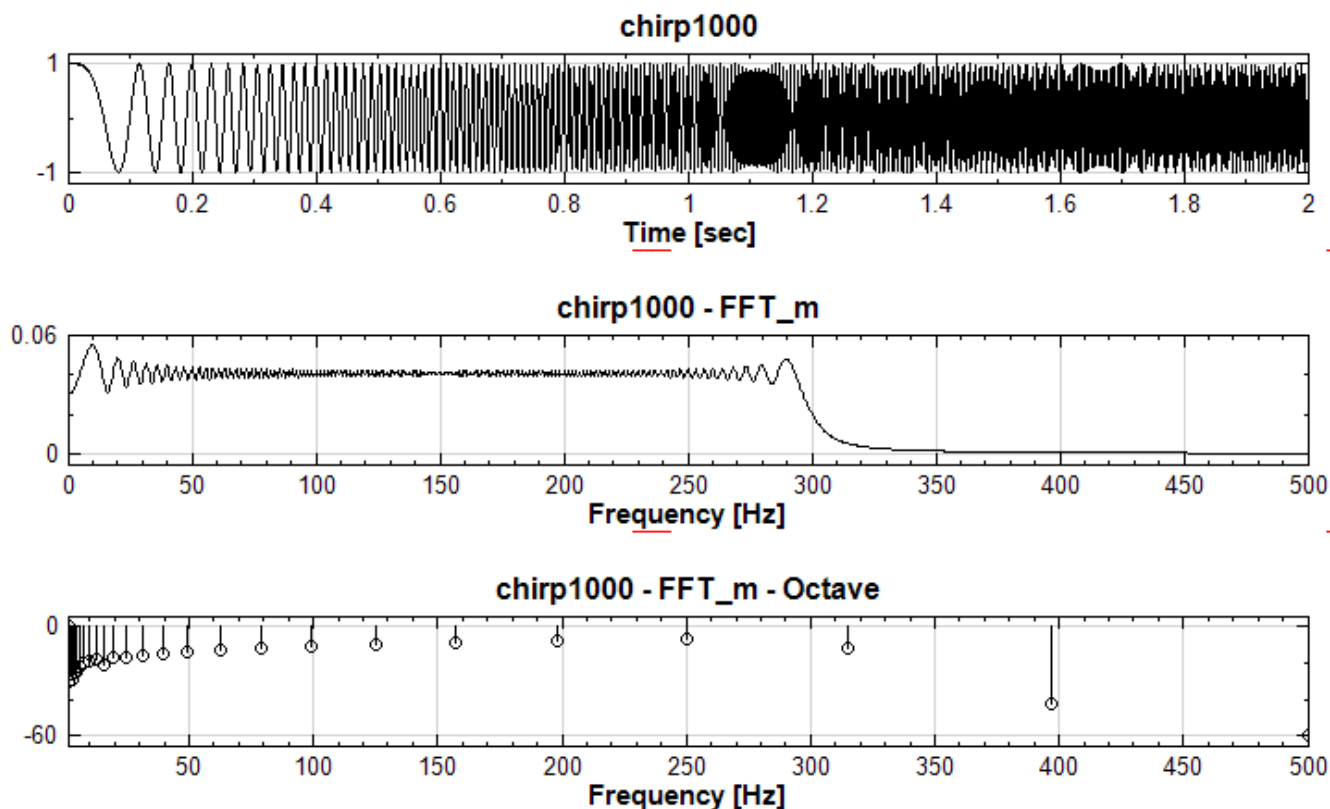 chirp1000
1
-1
0 0.2 0.4 0.6 0.8 1 1.2 1.4 1.6 1.8 2
Time [sec]
chirp1000 - FFT_m
0.06
0
0 50 100 150 200 250 300 350 400 450 500
Frequency [Hz]
chirp1000 - FFT_m - Octave
0
-60
50 100 150 200 250 300 350 400 450 500
Frequency [Hz]